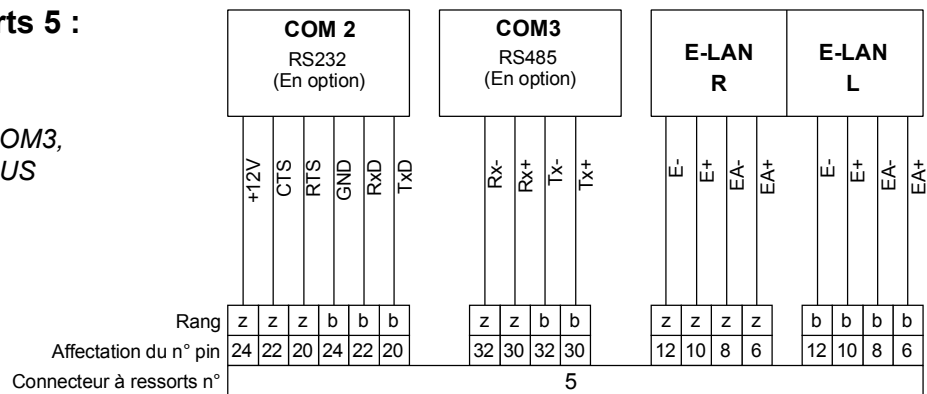 rts 5 :
OM3,
US
COM 2
RS232
(En option)
COM3
RS485
(En option)
E-LAN
R
E-LAN
L
+12V CTS RTS GND RxD TxD Rx- Rx+ Tx- Tx+ E- E+ EA- EA+ E- E+ EA- EA+
Rang z z z b b b z z b b z z z z b b b b
Affectation du n° pin 24 22 20 24 22 20 32 30 32 30 12 10 8 6 12 10 8 6
Connecteur à ressorts n° 5